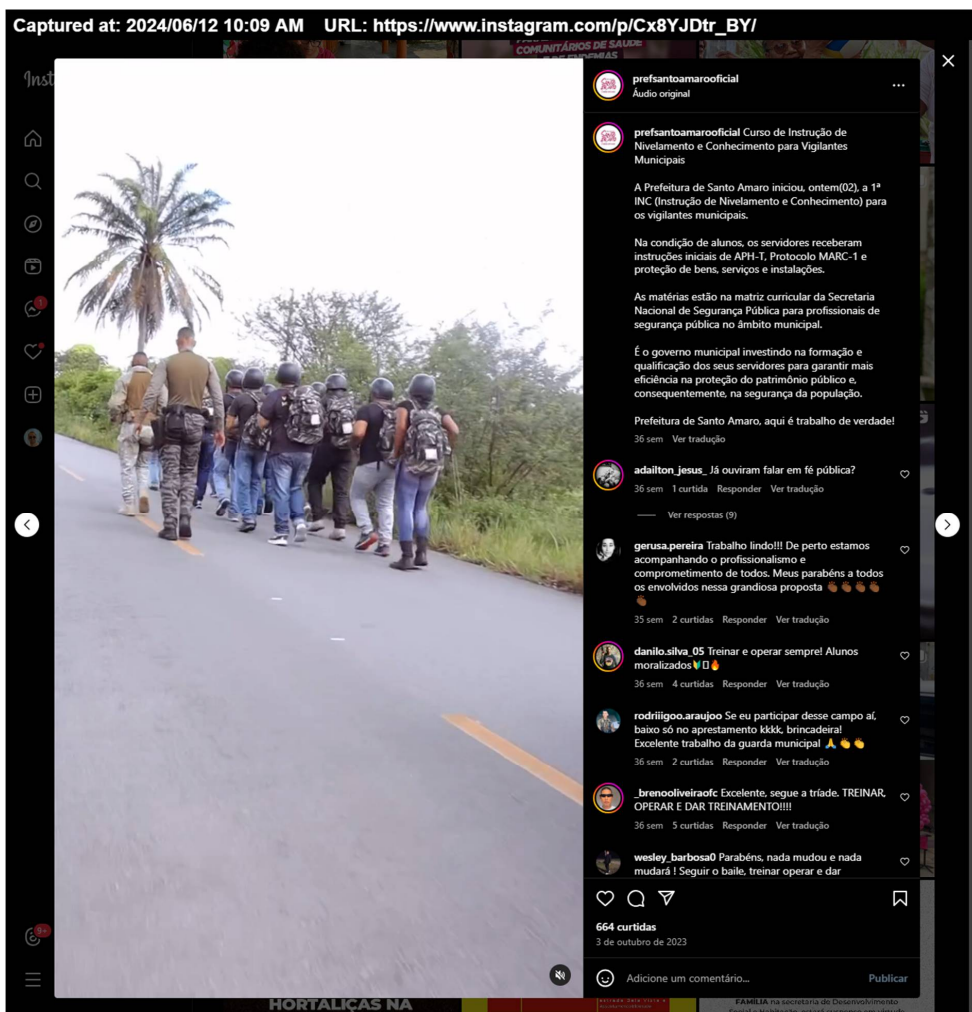 Captured at: 2024/06/12 10:09 AM URL: https://www.instagram.com/p/Cx8YJDtr_BY/
COMUNITÁRIOS DE SAÚDE
Inst
prefsantoamarooficial
Áudio original
prefsantoamarooficial Curso de Instrução de
Nivelamento e Conhecimento para Vigilantes
Municipais
A Prefeitura de Santo Amaro iniciou, ontem(02), a 1ª
INC (Instrução de Nivelamento e Conhecimento) para
os vigilantes municipais.
Na condição de alunos, os servidores receberam
instruções iniciais de APH-T, Protocolo MARC-1 e
proteção de bens, serviços e instalações.
As matérias estão na matriz curricular da Secretaria
Nacional de Segurança Pública para profissionais de
segurança pública no âmbito municipal.
É o governo municipal investindo na formação e
qualificação dos seus servidores para garantir mais
eficiência na proteção do patrimônio público e,
consequentemente, na segurança da população.
Prefeitura de Santo Amaro, aqui é trabalho de verdade!
36 sem Ver tradução
adailton_jesus_ Já ouviram falar em fé pública?
36 sem 1 curtida Responder Ver tradução
Ver respostas (9)
gerusa.pereira Trabalho lindo!!! De perto estamos
acompanhando o profissionalismo e
comprometimento de todos. Meus parabéns a todos
os envolvidos nessa grandiosa proposta 👏🏾👏🏾👏🏾👏🏾
👏🏾
35 sem 2 curtidas Responder Ver tradução
danilo.silva_05 Treinar e operar sempre! Alunos
moralizados🔰▯🔥
36 sem 4 curtidas Responder Ver tradução
rodriiigoo.araujoo Se eu participar desse campo aí,
baixo só no aprestamento kkkk, brincadeira!
Excelente trabalho da guarda municipal 🙏👏👏
36 sem 2 curtidas Responder Ver tradução
_brenooliveiraofc Excelente, segue a tríade. TREINAR,
OPERAR E DAR TREINAMENTO!!!!
36 sem 5 curtidas Responder Ver tradução
wesley_barbosa0 Parabéns, nada mudou e nada
mudará ! Seguir o baile, treinar operar e dar
664 curtidas
3 de outubro de 2023
Adicione um comentário...
Publicar
1
9+
HORTALIÇAS NA
FAMÍLIA na secretaria de Desenvolvimento